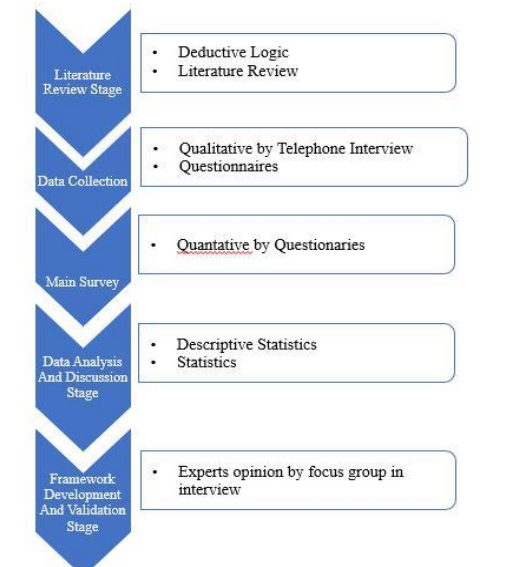 Literature
Review Stage
• Deductive Logic
• Literature Review
Data Collection
• Qualitative by Telephone Interview
• Questionnaires
Main Survey
• Quantative by Questionaries
Data Analysis
And Discussion
Stage
• Descriptive Statistics
• Statistics
Framework
Development
And Validation
Stage
• Experts opinion by focus group in
interview